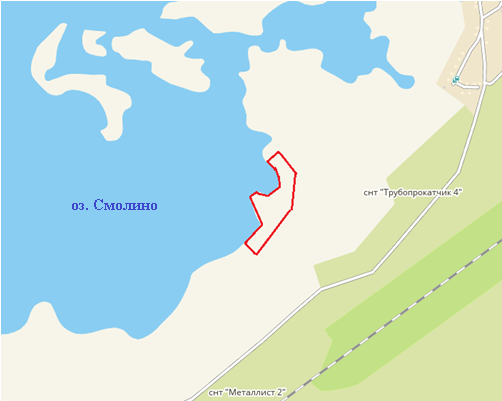 снт "Трубопрокатчик 4"
оз. Смолино
снт "Металлист 2"